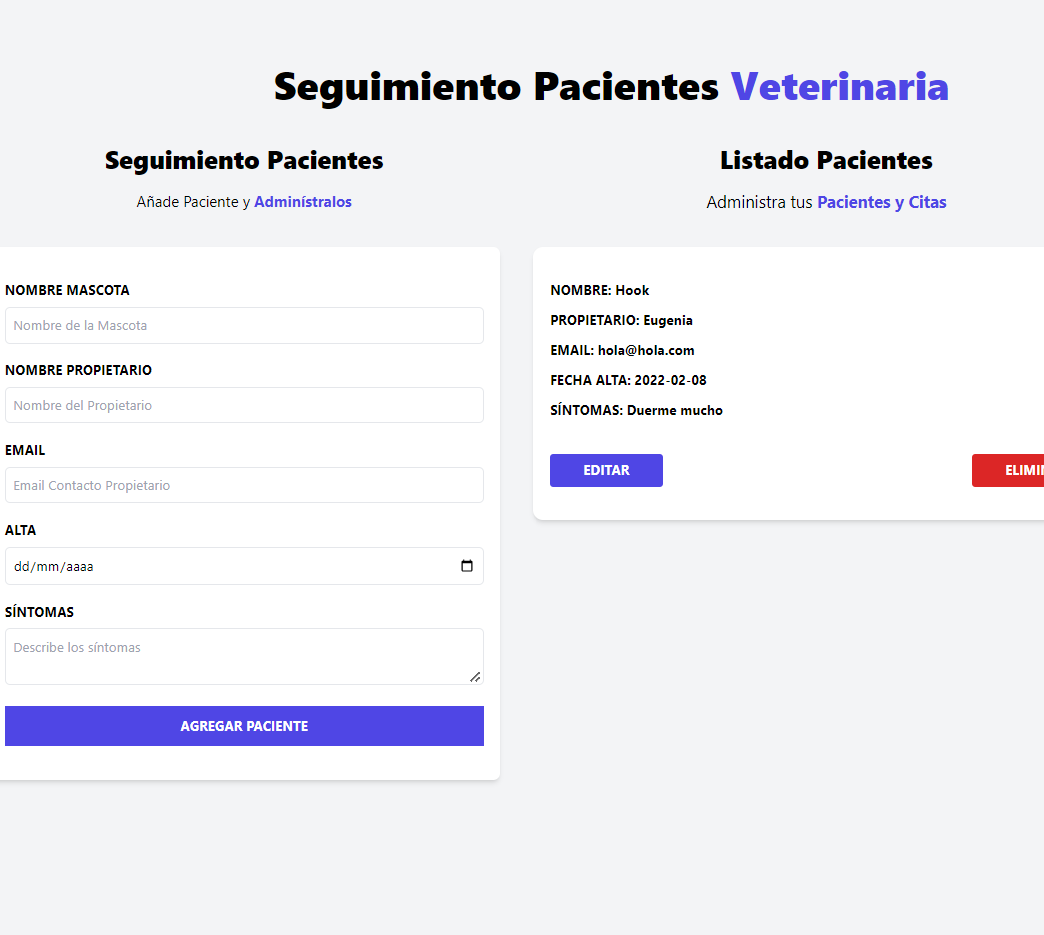 Seguimiento Pacientes Veterinaria
Seguimiento Pacientes
Añade Paciente y Adminístralos
NOMBRE MASCOTA
Nombre de la Mascota
NOMBRE PROPIETARIO
Nombre del Propietario
EMAIL
Email Contacto Propietario
ALTA
dd/mm/aaaa
SÍNTOMAS
Describe los síntomas
AGREGAR PACIENTE
Listado Pacientes
Administra tus Pacientes y Citas
NOMBRE: Hook
PROPIETARIO: Eugenia
EMAIL: hola@hola.com
FECHA ALTA: 2022-02-08
SÍNTOMAS: Duerme mucho
EDITAR